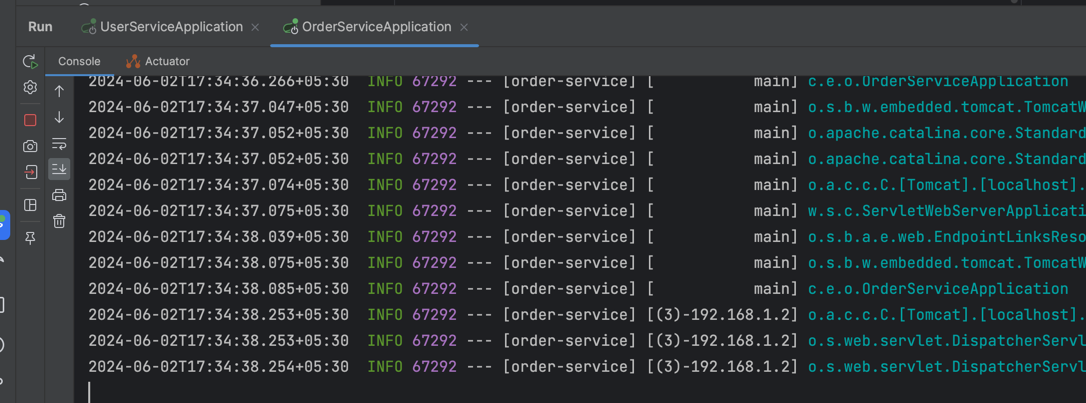 Run UserServiceApplication OrderServiceApplication
Console Actuator
2024-06-02T17:34:36.266+05:30 INFO 67292 --- [order-service] [ main] c.e.o.OrderServiceApplication
2024-06-02T17:34:37.047+05:30 INFO 67292 --- [order-service] [ main] o.s.b.w.embedded.tomcat.TomcatW
2024-06-02T17:34:37.052+05:30 INFO 67292 --- [order-service] [ main] o.apache.catalina.core.Standard
2024-06-02T17:34:37.052+05:30 INFO 67292 --- [order-service] [ main] o.apache.catalina.core.Standard
2024-06-02T17:34:37.074+05:30 INFO 67292 --- [order-service] [ main] o.a.c.c.C.[Tomcat].[localhost].
2024-06-02T17:34:37.075+05:30 INFO 67292 --- [order-service] [ main] w.s.c.ServletWebServerApplicati
2024-06-02T17:34:38.039+05:30 INFO 67292 --- [order-service] [ main] o.s.b.a.e.web.EndpointLinksReso
2024-06-02T17:34:38.075+05:30 INFO 67292 --- [order-service] [ main] o.s.b.w.embedded.tomcat.TomcatW
2024-06-02T17:34:38.085+05:30 INFO 67292 --- [order-service] [ main] c.e.o.OrderServiceApplication
2024-06-02T17:34:38.253+05:30 INFO 67292 --- [order-service] [(3)-192.168.1.2] o.a.c.c.C.[Tomcat].[localhost].
2024-06-02T17:34:38.253+05:30 INFO 67292 --- [order-service] [(3)-192.168.1.2] o.s.web.servlet.DispatcherServl
2024-06-02T17:34:38.254+05:30 INFO 67292 --- [order-service] [(3)-192.168.1.2] o.s.web.servlet.DispatcherServl